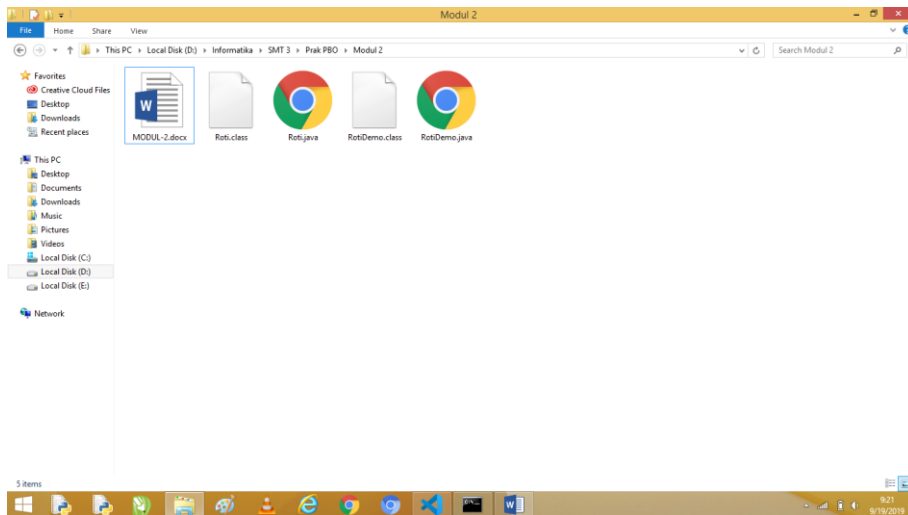 Modul 2
File Home Share View
This PC Local Disk (D:) Informatika SMT 3 Prak PBO Modul 2
Search Modul 2
Favorites
Creative Cloud Files
Desktop
Downloads
Recent places
This PC
Desktop
Documents
Downloads
Music
Pictures
Videos
Local Disk (C:)
Local Disk (D:)
Local Disk (E:)
Network
MODUL-2.docx Roti.class Roti.java RotiDemo.class RotiDemo.java
5 items
9:21
9/19/2019